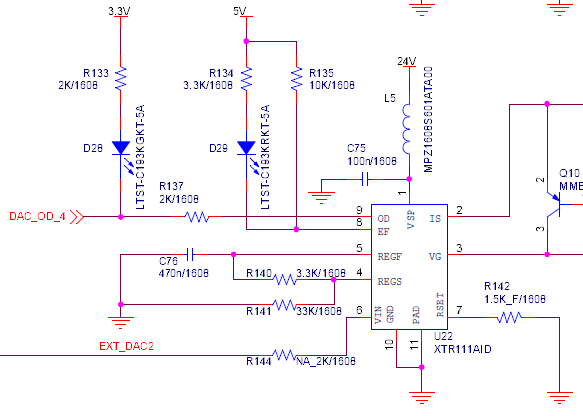 3.3V
5V
R133
2K/1608
R134
3.3K/1608
R135
10K/1608
24V
L5
MPZ1608S601ATA00
D28
LTST-C193KGKT-5A
D29
LTST-C193KRKT-5A
C75
100n/1608
R137
2K/1608
DAC_OD_4
1
VSP
9
OD
8
EF
IS
2
Q10
MME
2
3
C76
470n/1608
5
REGF
VG
3
R140
3.3K/1608
4
REGS
R141
33K/1608
R142
1.5K_F/1608
6
VIN
GND
PAD
RSET
7
EXT_DAC2
R144
NA_2K/1608
10
11
U22
XTR111AID